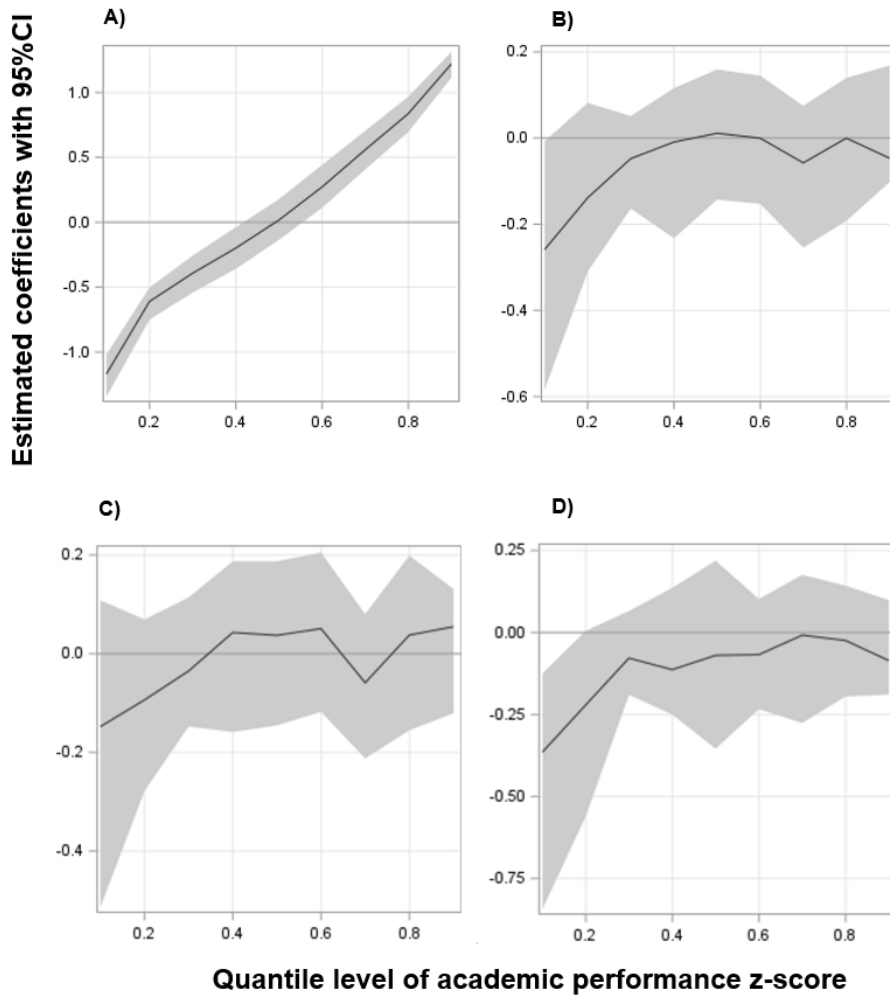 Estimated coefficients with 95%CI
A)
1.0
0.5
0.0
-0.5
-1.0
0.2 0.4 0.6 0.8
B)
0.2
0.0
-0.2
-0.4
-0.6
0.2 0.4 0.6 0.8
C)
0.2
0.0
-0.2
-0.4
0.2 0.4 0.6 0.8
D)
0.25
0.00
-0.25
-0.50
-0.75
0.2 0.4 0.6 0.8
Quantile level of academic performance z-score